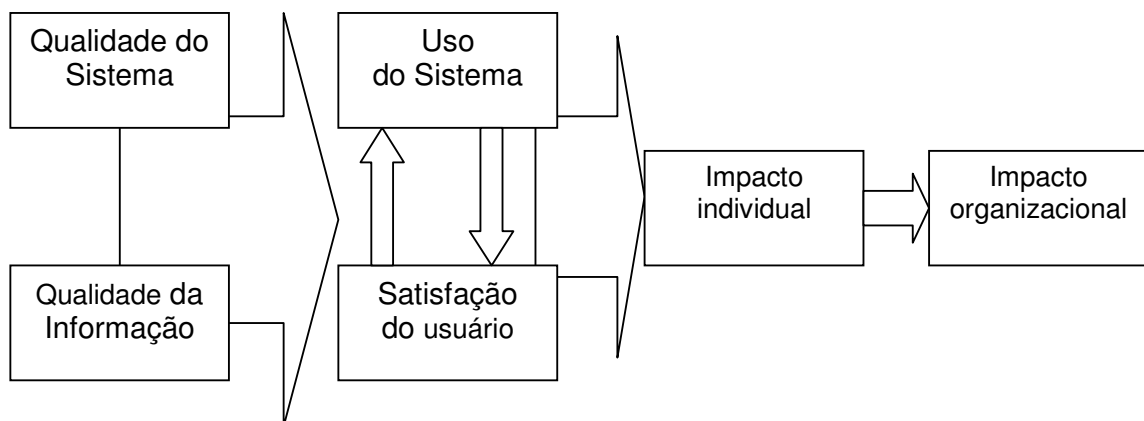 Qualidade do
Sistema
Uso
do Sistema
Impacto
individual
Impacto
organizacional
Qualidade da
Informação
Satisfação
do usuário